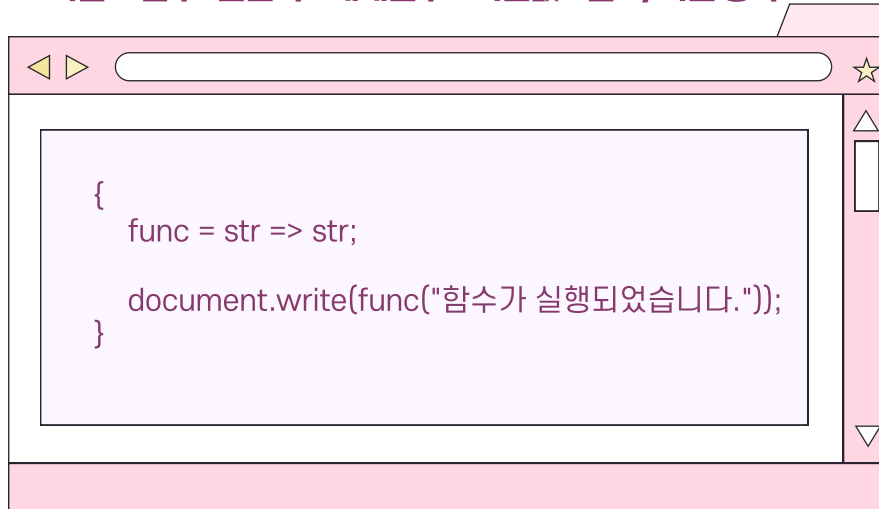 {
func = str => str;
document.write(func("함수가 실행되었습니다."));
}